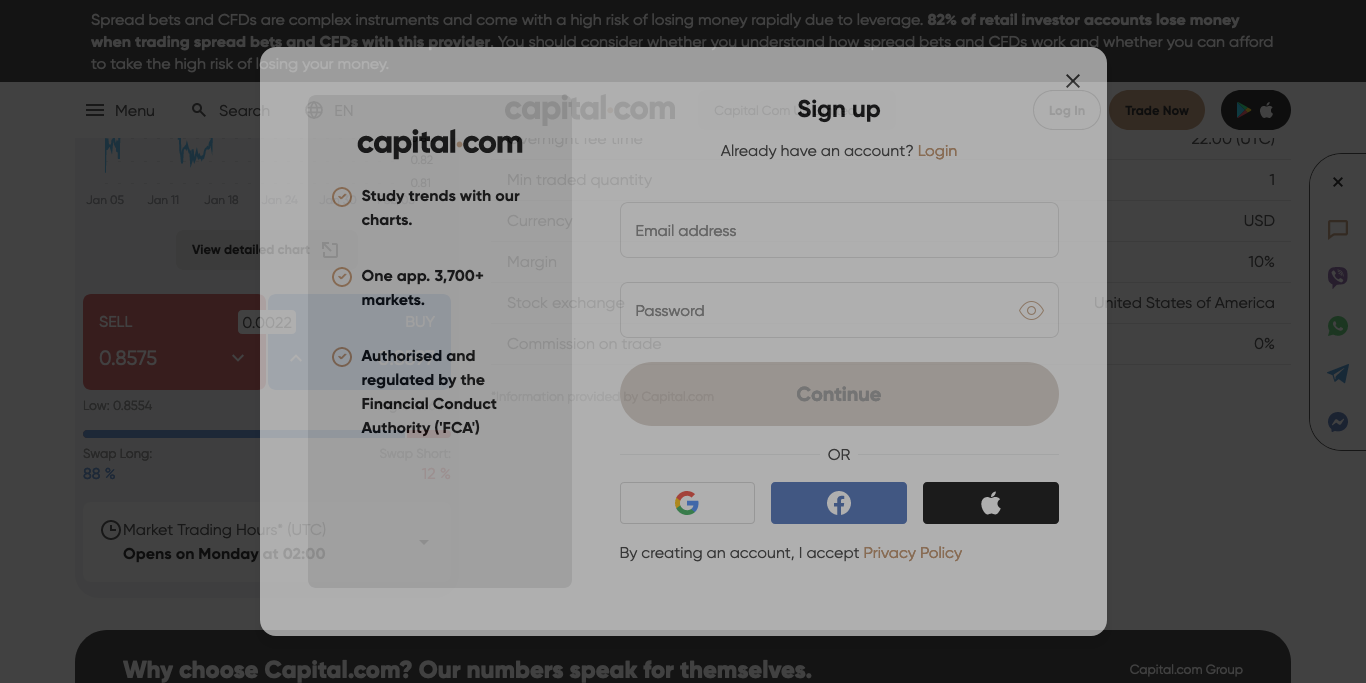 Spread bets and CFDs are complex instruments and come with a high risk of losing money rapidly due to leverage. 82% of retail investor accounts lose money
when trading spread bets and CFDs with this provider. You should consider whether you understand how spread bets and CFDs work and whether you can afford
to take the high risk of losing your money.
Menu
Search
EN
capital.com
Capital Com
Log In
Trade Now
Overnight fee time
22:00 (UTC)
0.82
0.81
Min traded quantity
1
Jan 05
Jan 11
Jan 18
Jan 24
Currency
USD
View detailed chart
Margin
10%
Stock exchange
United States of America
SELL
0.0022
BUY
Commission on trade
0%
0.8575
Low: 0.8554
*Information provided by Capital.com
Swap Long:
Swap Short:
88 %
12 %
Market Trading Hours* (UTC)
Opens on Monday at 02:00
capital.com
Study trends with our
charts.
One app. 3,700+
markets.
Authorised and
regulated by the
Financial Conduct
Authority ('FCA')
Sign up
Already have an account? Login
Email address
Password
Continue
OR
By creating an account, I accept Privacy Policy
Why choose Capital.com? Our numbers speak for themselves.
Capital.com Group